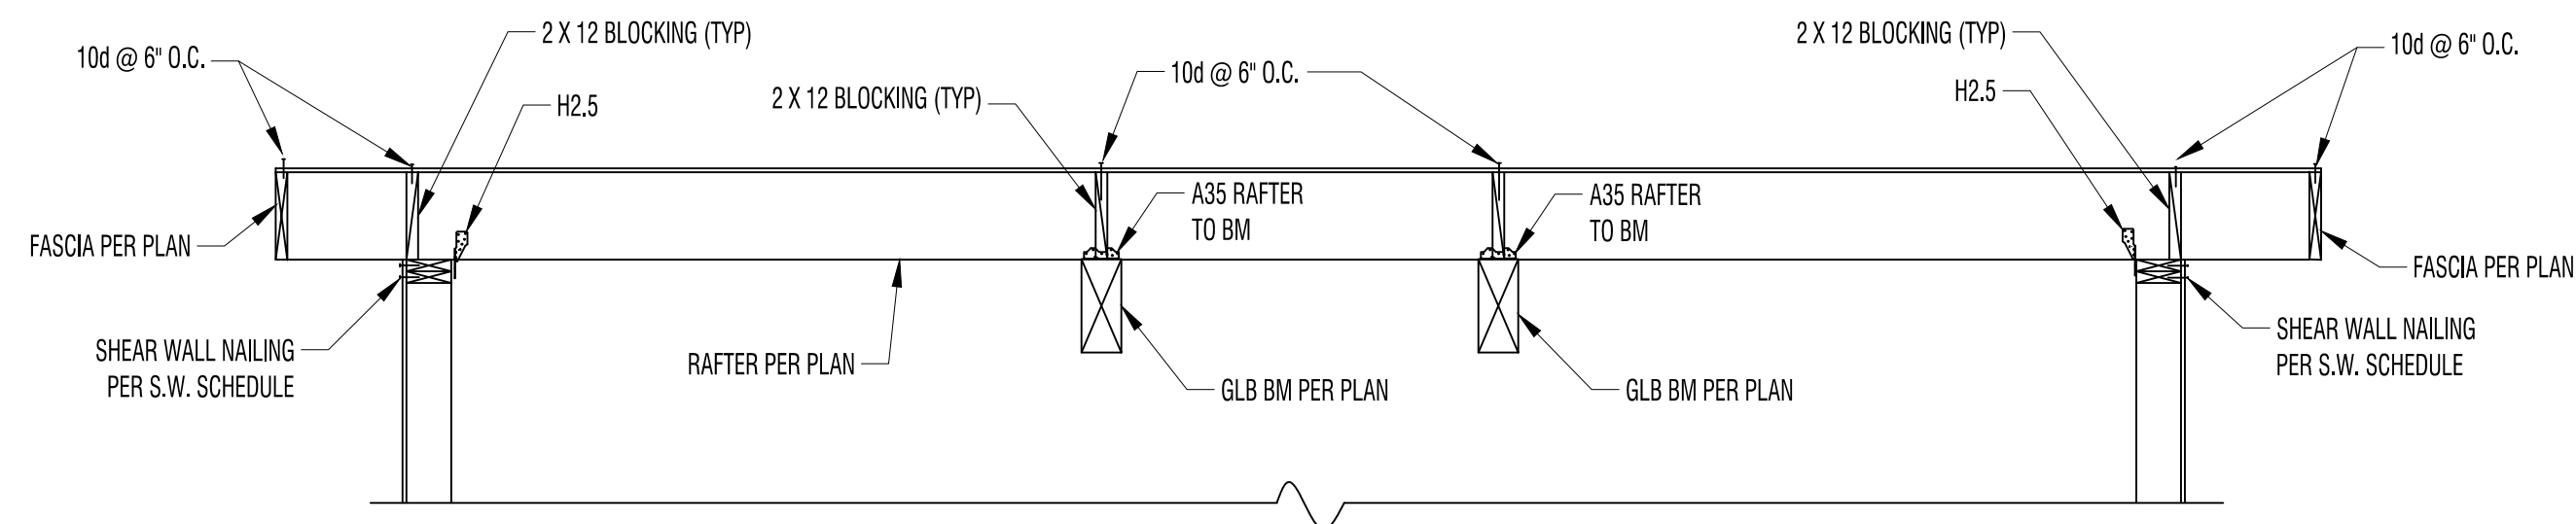 10d @ 6" O.C.
2 X 12 BLOCKING (TYP)
H2.5
2 X 12 BLOCKING (TYP)
10d @ 6" O.C.
2 X 12 BLOCKING (TYP)
H2.5
10d @ 6" O.C.
FASCIA PER PLAN
A35 RAFTER
TO BM
A35 RAFTER
TO BM
FASCIA PER PLAN
SHEAR WALL NAILING
PER S.W. SCHEDULE
RAFTER PER PLAN
GLB BM PER PLAN
GLB BM PER PLAN
SHEAR WALL NAILING
PER S.W. SCHEDULE